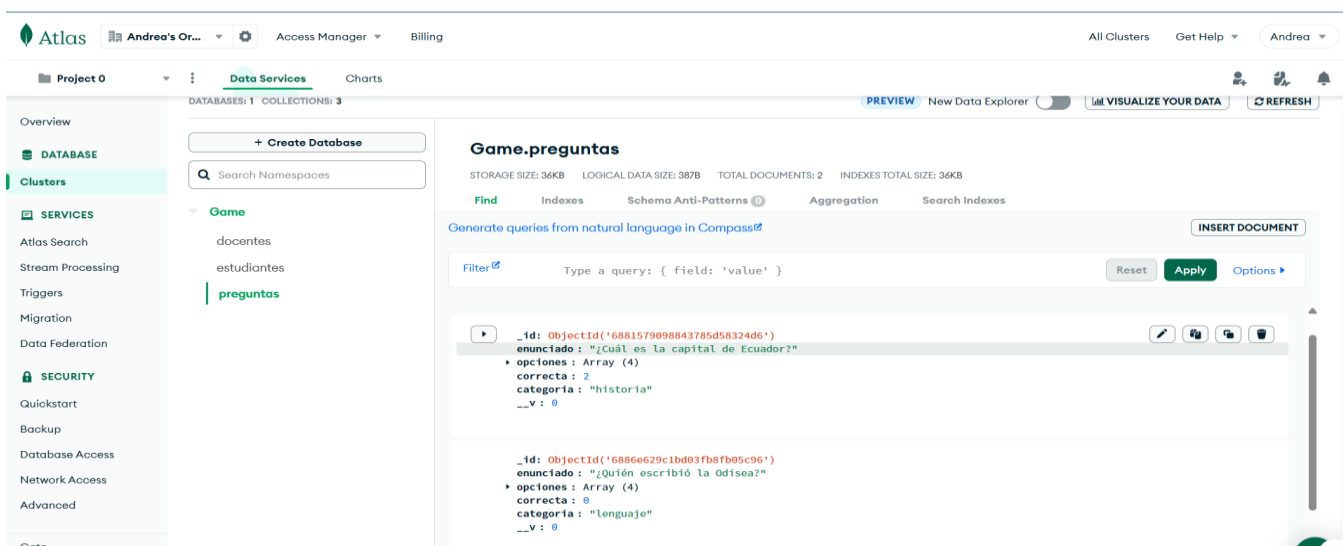 Atlas Andrea's Or... Access Manager Billing All Clusters Get Help Andrea
Project 0 Data Services Charts
DATABASES: 1 COLLECTIONS: 3 PREVIEW New Data Explorer VISUALIZE YOUR DATA REFRESH
Overview
DATABASE
Clusters
SERVICES
Atlas Search
Stream Processing
Triggers
Migration
Data Federation
SECURITY
Quickstart
Backup
Database Access
Network Access
Advanced
+ Create Database
Search Namespaces
Game
docentes
estudiantes
preguntas
Game.preguntas
STORAGE SIZE: 36KB LOGICAL DATA SIZE: 387B TOTAL DOCUMENTS: 2 INDEXES TOTAL SIZE: 36KB
Find Indexes Schema Anti-Patterns 0 Aggregation Search Indexes
Generate queries from natural language in Compass INSERT DOCUMENT
Filter Type a query: { field: 'value' } Reset Apply Options
_id: ObjectId('6881579098843785d58324d6')
enunciado : "¿Cuál es la capital de Ecuador?"
opciones : Array (4)
correcta : 2
categoria : "historia"
__v : 0
_id: ObjectId('6886e629c1bd03fb8fb05c96')
enunciado : "¿Quién escribió la Odisea?"
opciones : Array (4)
correcta : 0
categoria : "lenguaje"
__v : 0